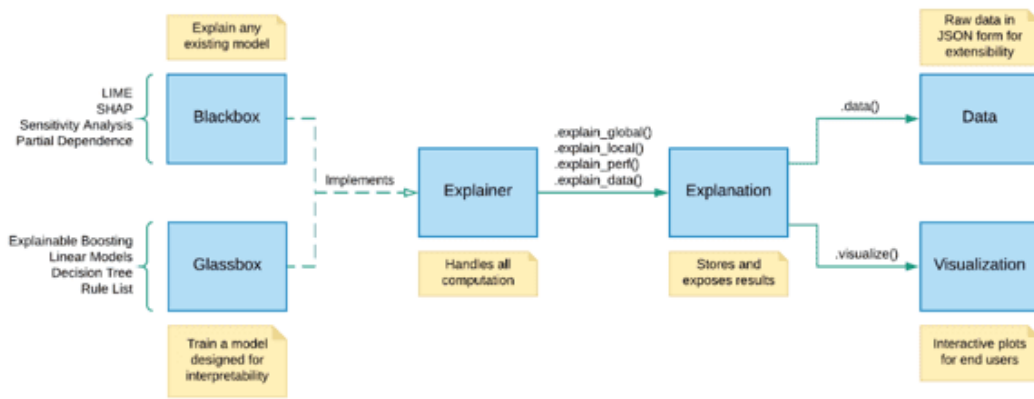 Explain any
existing model
Raw data in
JSON form for
extensibility
LIME
SHAP
Sensitivity Analysis
Partial Dependence
Blackbox
.data()
Data
.explain_global()
.explain_local()
.explain_perf()
.explain_data()
Implements
Explainer
Explanation
Explainable Boosting
Linear Models
Decision Tree
Rule List
Glassbox
Handles all
computation
Stores and
exposes results
.visualize()
Visualization
Train a model
designed for
interpretability
Interactive plots
for end users